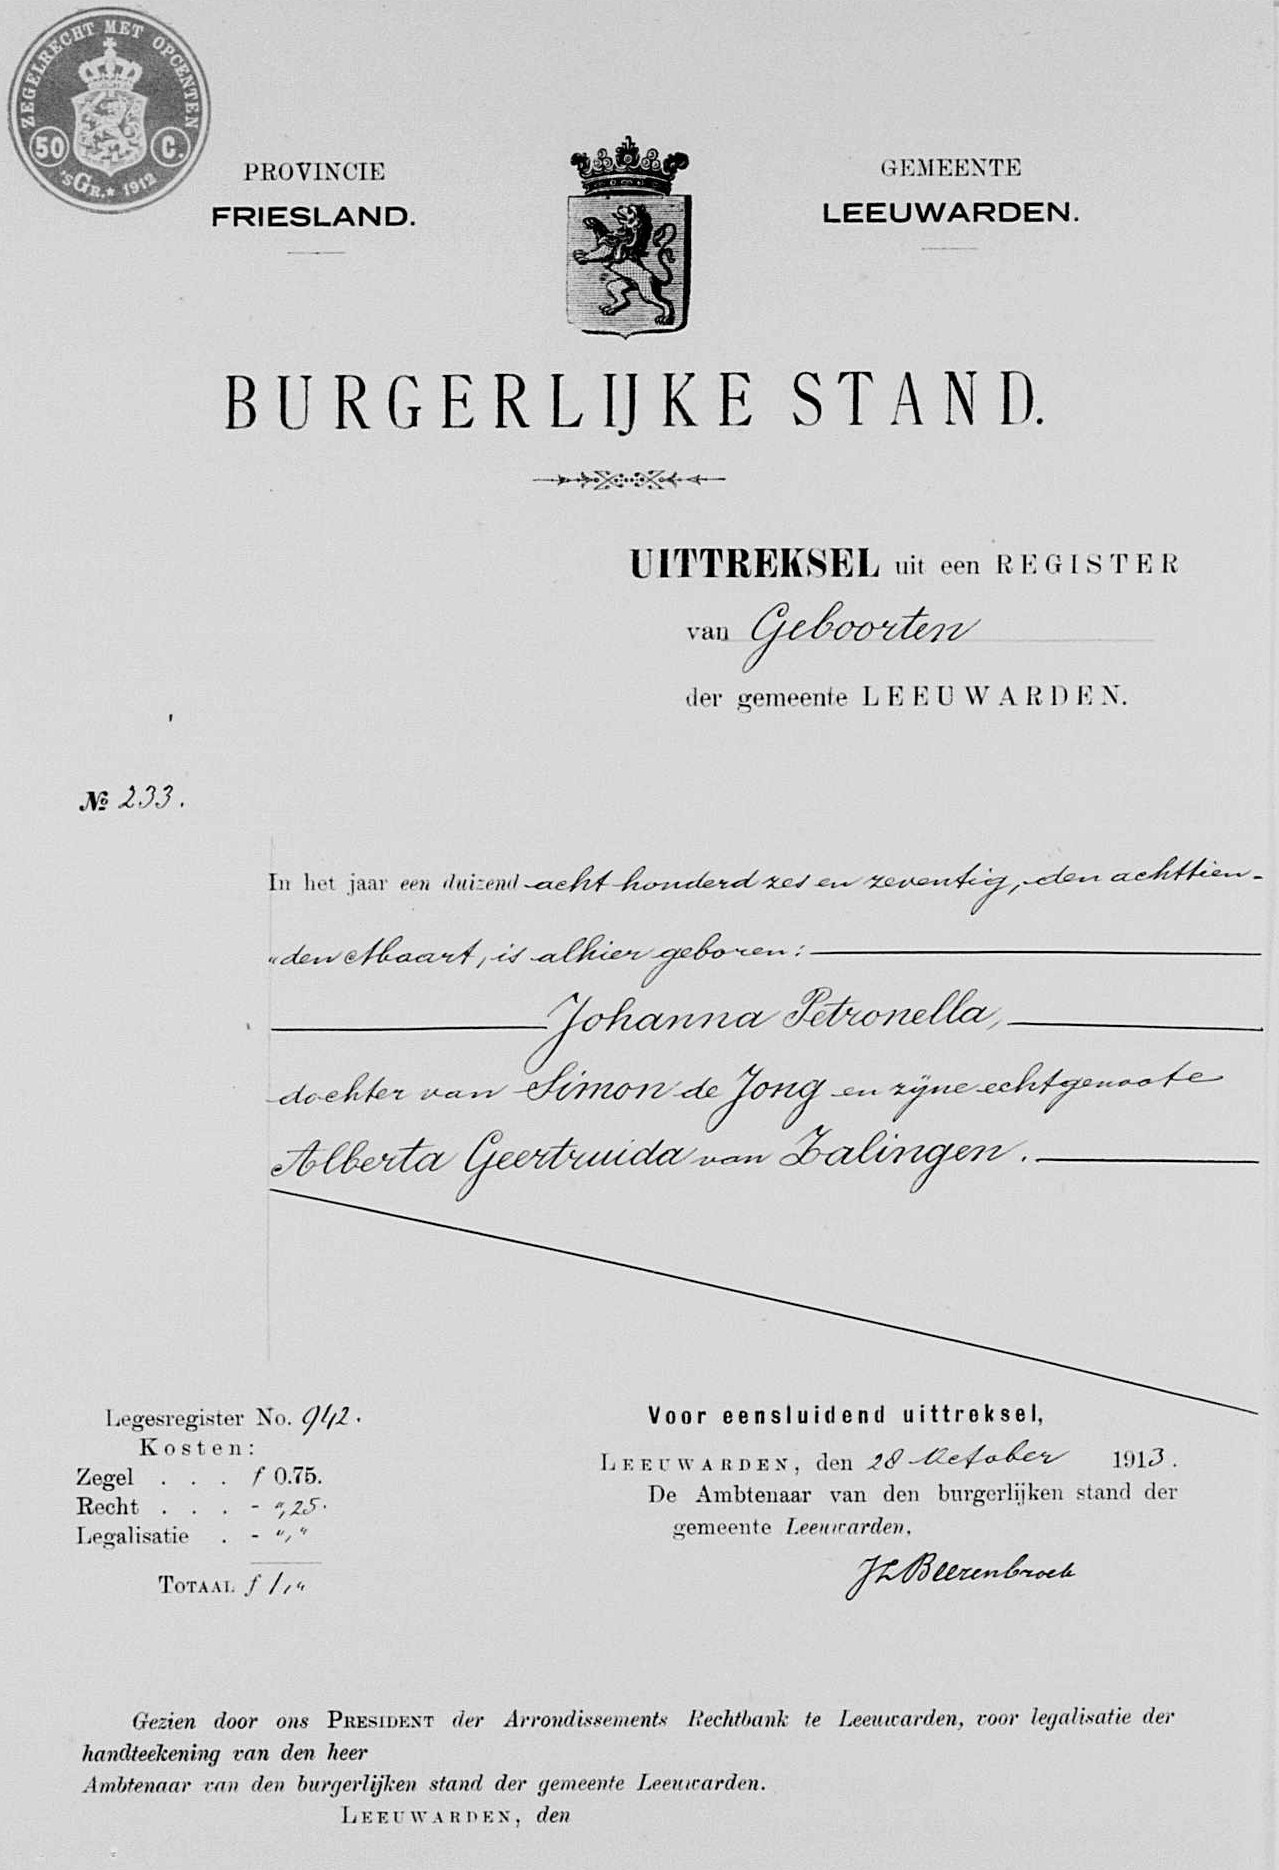 ZEGELRECHT MET OPCENTEN
50 C.
'sGR.★ 1912
PROVINCIE
FRIESLAND.
GEMEENTE
LEEUWARDEN.
BURGERLIJKE STAND.
UITTREKSEL uit een REGISTER
van Geboorten
der gemeente LEEUWARDEN.
№ 233.
In het jaar een duizend acht honderd zes en zeventig, den achttien-
"den Maart, is alhier geboren:
Johanna Petronella,
dochter van Simon de Jong en zijne echtgenoote
Alberta Geertruida van Zalingen.
Legesregister No. 942.
Kosten:
Zegel . . . f 0.75.
Recht . . . - ",25.
Legalisatie . - ","
TOTAAL f 1,"
Voor eensluidend uittreksel,
LEEUWARDEN, den 28 October 1913.
De Ambtenaar van den burgerlijken stand der
gemeente Leeuwarden,
JL Beerenbrock
Gezien door ons PRESIDENT der Arrondissements Rechtbank te Leeuwarden, voor legalisatie der
handteekening van den heer
Ambtenaar van den burgerlijken stand der gemeente Leeuwarden.
LEEUWARDEN, den